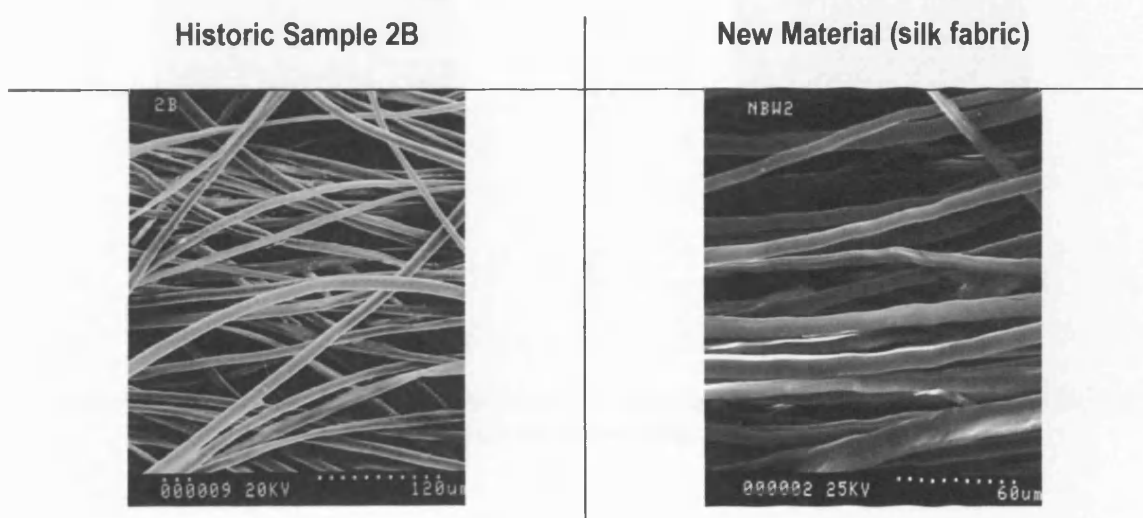 Historic Sample 2B
New Material (silk fabric)
2B
NBW2
000009 20KV 120um
000002 25KV 60um